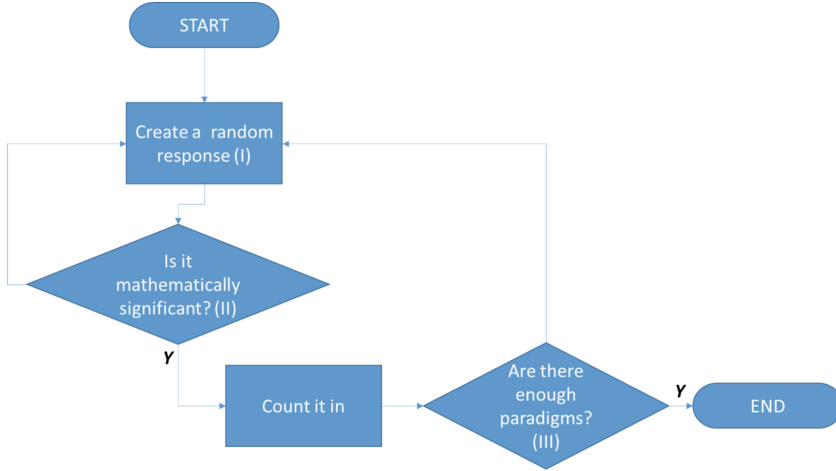 START
Create a random
response (I)
Is it
mathematically
significant? (II)
Y
Count it in
Are there
enough
paradigms?
(III)
Y
END